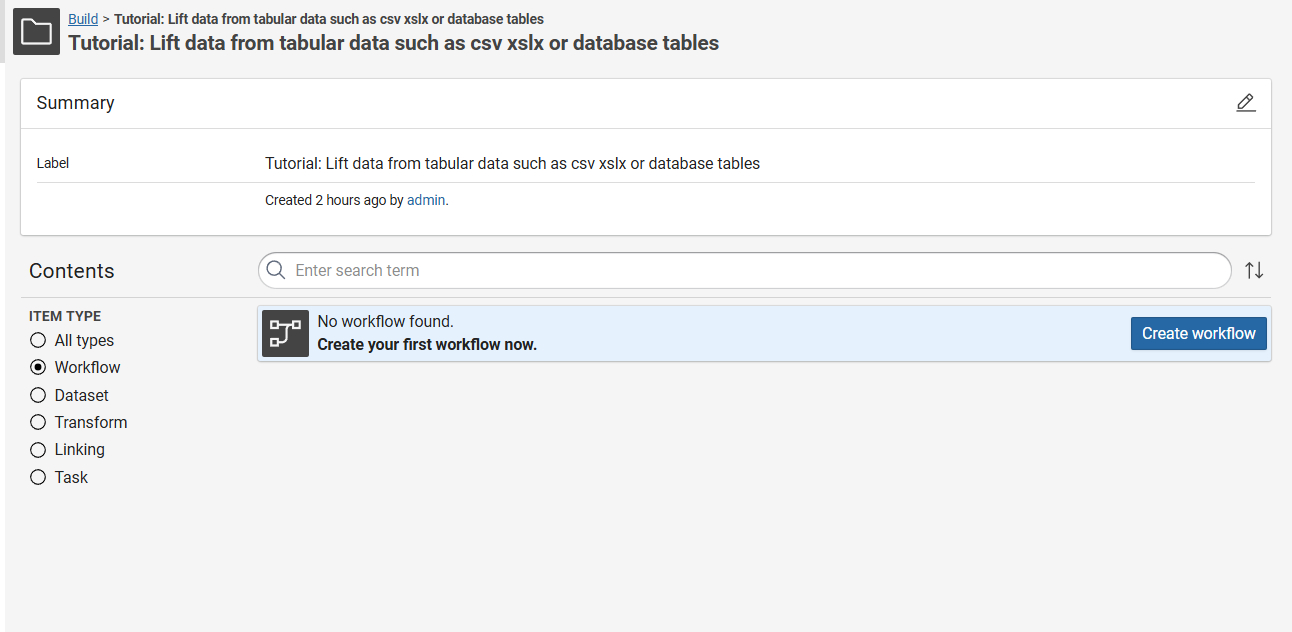 Build > Tutorial: Lift data from tabular data such as csv xslx or database tables
Tutorial: Lift data from tabular data such as csv xslx or database tables
Summary
Label
Tutorial: Lift data from tabular data such as csv xslx or database tables
Created 2 hours ago by admin.
Contents
Enter search term
ITEM TYPE
All types
Workflow
Dataset
Transform
Linking
Task
No workflow found.
Create your first workflow now.
Create workflow